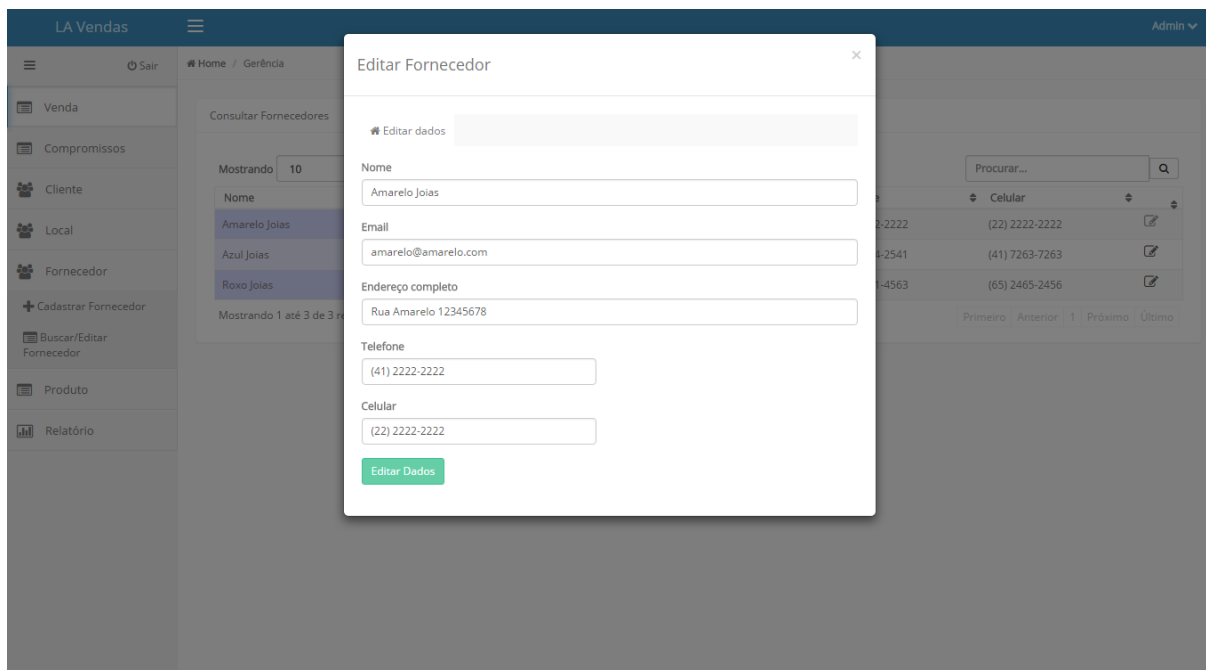 LA Vendas
Admin
Sair
Home / Gerência
Venda
Compromissos
Cliente
Local
Fornecedor
Cadastrar Fornecedor
Buscar/Editar
Fornecedor
Produto
Relatório
Consultar Fornecedores
Mostrando 10
Procurar...
Nome
Celular
Amarelo Joias
2-2222
(22) 2222-2222
Azul Joias
-2541
(41) 7263-7263
Roxo Joias
-4563
(65) 2465-2456
Mostrando 1 até 3 de 3 re
Primeiro Anterior 1 Próximo Último
Editar Fornecedor
×
Editar dados
Nome
Amarelo Joias
Email
amarelo@amarelo.com
Endereço completo
Rua Amarelo 12345678
Telefone
(41) 2222-2222
Celular
(22) 2222-2222
Editar Dados